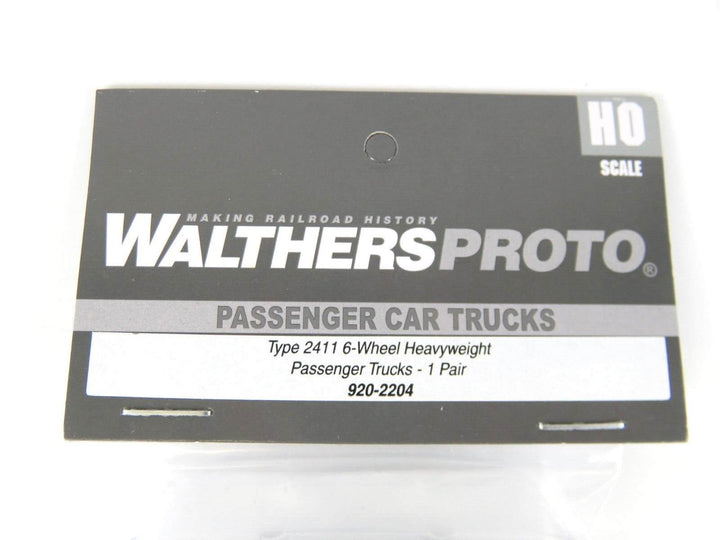 HO
SCALE
MAKING RAILROAD HISTORY
WALTHERSPROTO®
PASSENGER CAR TRUCKS
Type 2411 6-Wheel Heavyweight
Passenger Trucks - 1 Pair
920-2204